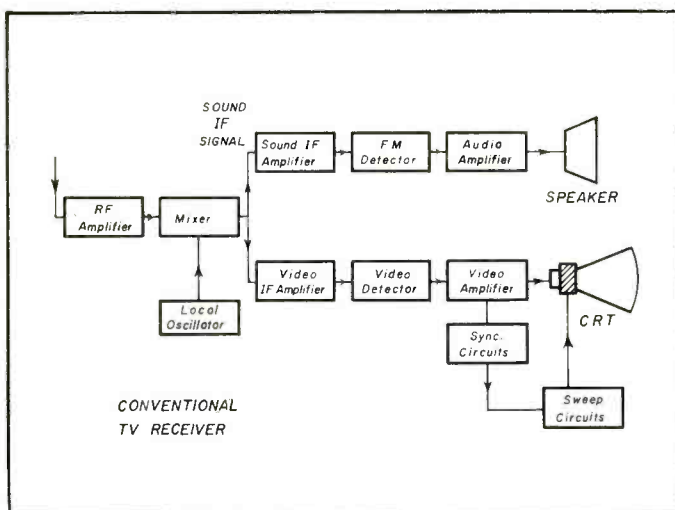 SOUND
IF
SIGNAL
Sound IF
Amplifier
FM
Detector
Audio
Amplifier
SPEAKER
RF
Amplifier
Mixer
Local
Oscillator
Video
IF Amplifier
Video
Detector
Video
Amplifier
CRT
Sync.
Circuits
Sweep
Circuits
CONVENTIONAL
TV RECEIVER